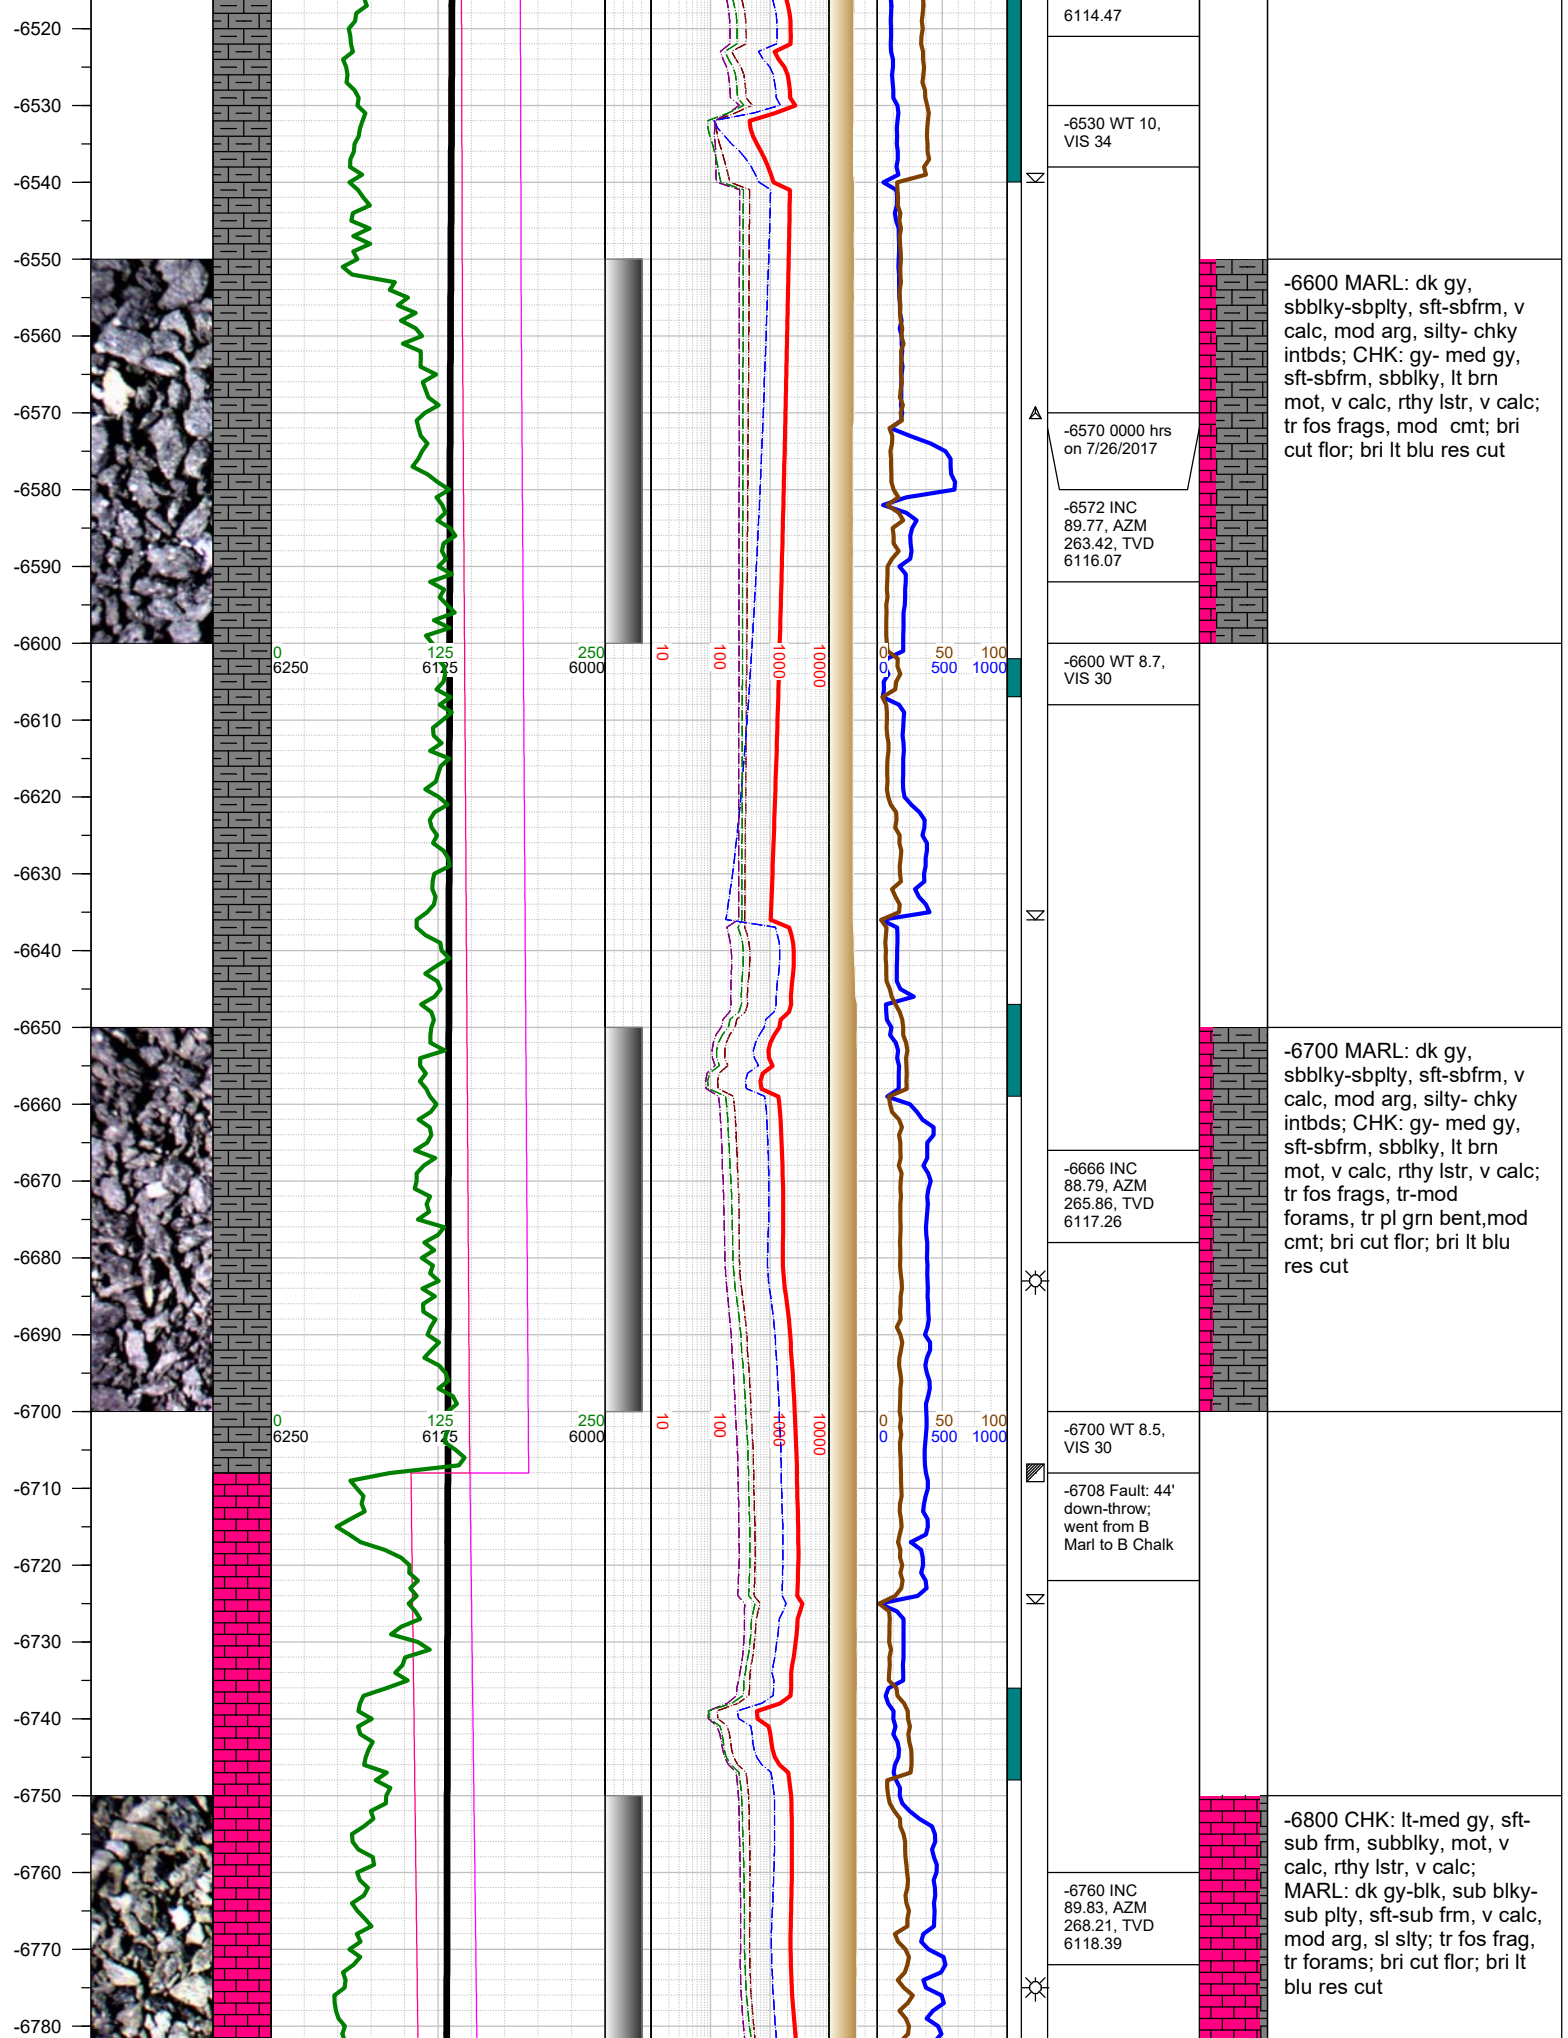 6114.47
-6520
-6530
-6530 WT 10,
VIS 34
-6540
-6550
-6600 MARL: dk gy,
sbblky-sbplty, sft-sbfrm, v
calc, mod arg, silty- chky
intbds; CHK: gy- med gy,
sft-sbfrm, sbblky, lt brn
mot, v calc, rthy lstr, v calc;
tr fos frags, mod  cmt; bri
cut flor; bri lt blu res cut
-6560
-6570
-6570 0000 hrs
on 7/26/2017
-6580
-6572 INC
89.77, AZM
263.42, TVD
6116.07
-6590
-6600
0 125 250
6250 6125 6000
10 100 1000 10000
0 50 100
0 500 1000
-6600 WT 8.7,
VIS 30
-6610
-6620
-6630
-6640
-6650
-6700 MARL: dk gy,
sbblky-sbplty, sft-sbfrm, v
calc, mod arg, silty- chky
intbds; CHK: gy- med gy,
sft-sbfrm, sbblky, lt brn
mot, v calc, rthy lstr, v calc;
tr fos frags, tr-mod
forams, tr pl grn bent,mod
cmt; bri cut flor; bri lt blu
res cut
-6660
-6670
-6666 INC
88.79, AZM
265.86, TVD
6117.26
-6680
-6690
-6700
0 125 250
6250 6125 6000
10 100 1000 10000
0 50 100
0 500 1000
-6700 WT 8.5,
VIS 30
-6710
-6708 Fault: 44'
down-throw;
went from B
Marl to B Chalk
-6720
-6730
-6740
-6750
-6800 CHK: lt-med gy, sft-
sub frm, subblky, mot, v
calc, rthy lstr, v calc;
MARL: dk gy-blk, sub blky-
sub plty, sft-sub frm, v calc,
mod arg, sl slty; tr fos frag,
tr forams; bri cut flor; bri lt
blu res cut
-6760
-6760 INC
89.83, AZM
268.21, TVD
6118.39
-6770
-6780